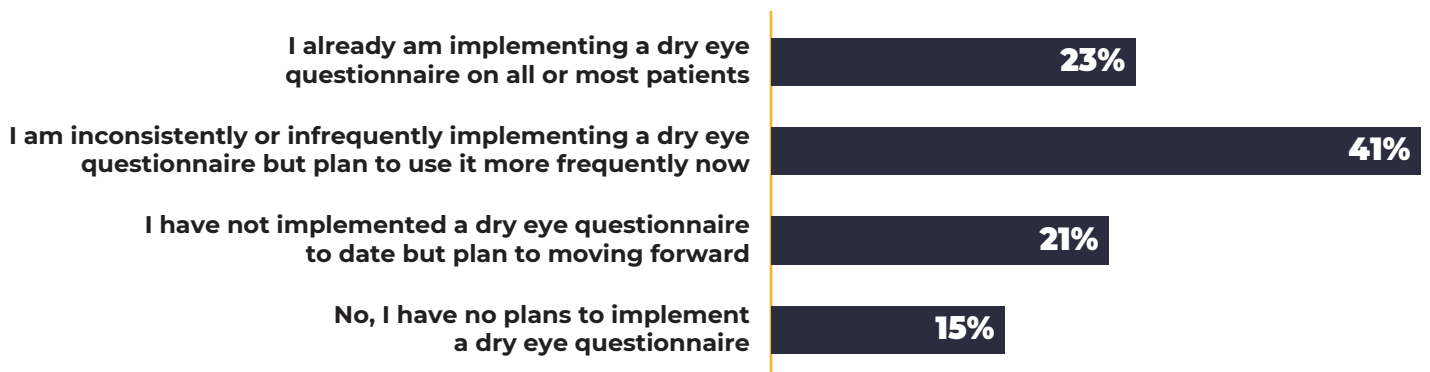 I already am implementing a dry eye
questionnaire on all or most patients
23%
I am inconsistently or infrequently implementing a dry eye
questionnaire but plan to use it more frequently now
41%
I have not implemented a dry eye questionnaire
to date but plan to moving forward
21%
No, I have no plans to implement
a dry eye questionnaire
15%